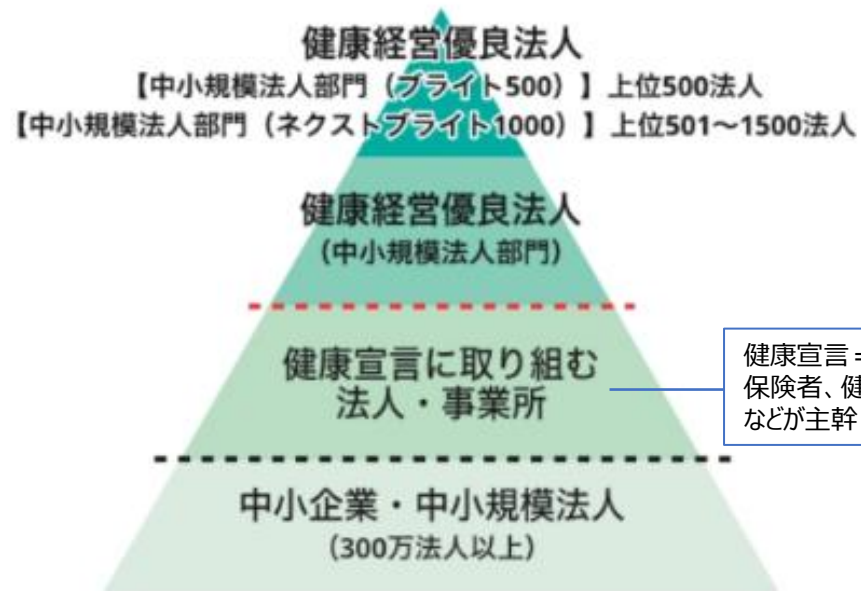 健康経営優良法人
【中小規模法人部門（ブライト500）】上位500法人
【中小規模法人部門（ネクストブライト1000）】上位501～1500法人
健康経営優良法人
（中小規模法人部門）
健康宣言に取り組む
法人・事業所
健康宣言＝
保険者、健
などが主幹
中小企業・中小規模法人
（300万法人以上）